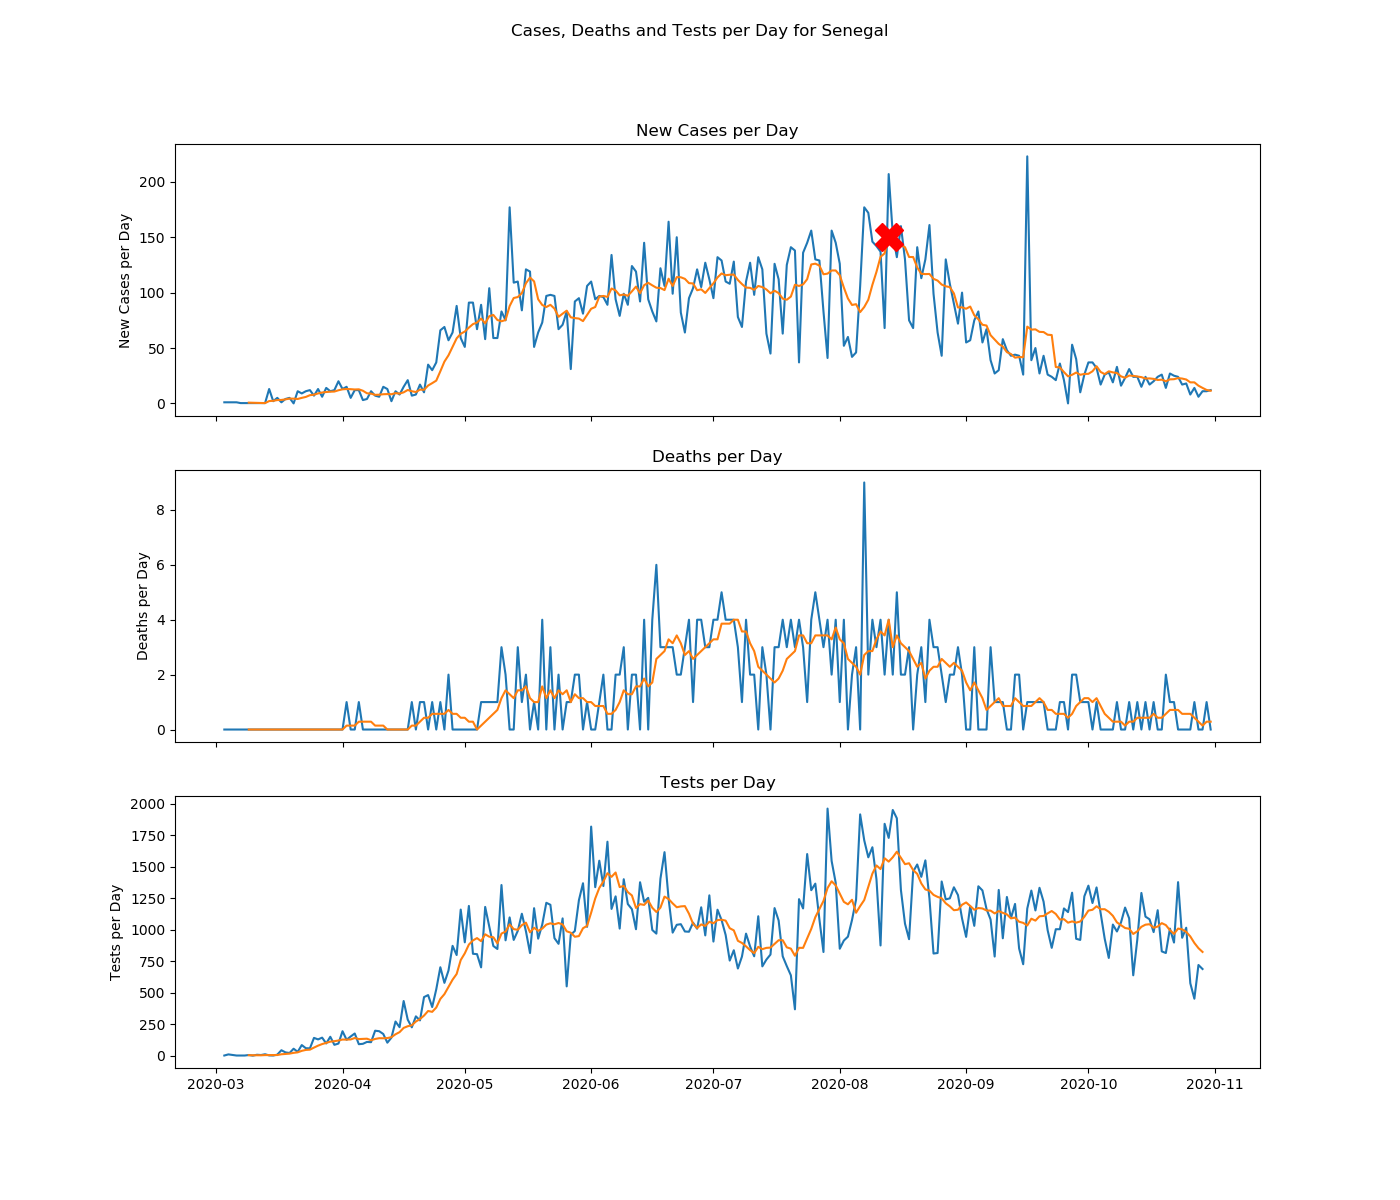 Cases, Deaths and Tests per Day for Senegal
New Cases per Day
New Cases per Day
200
150
100
50
0
Deaths per Day
Deaths per Day
8
6
4
2
0
Tests per Day
Tests per Day
2000
1750
1500
1250
1000
750
500
250
0
2020-03 2020-04 2020-05 2020-06 2020-07 2020-08 2020-09 2020-10 2020-11